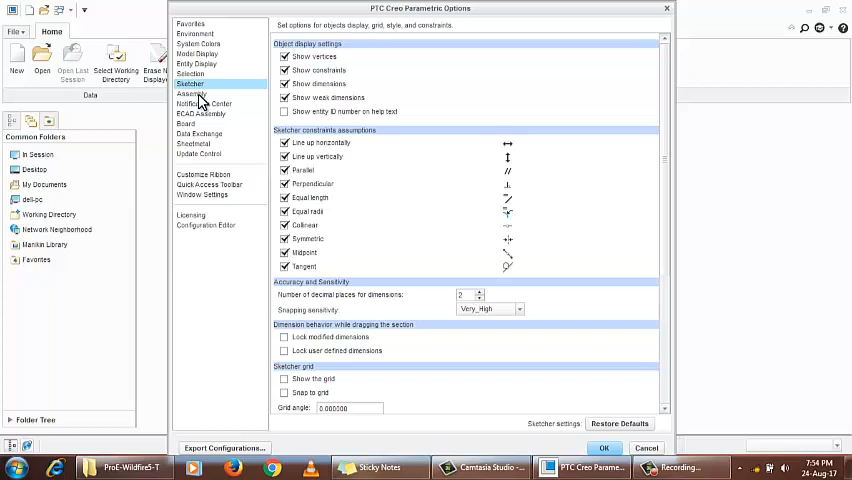 PTC Creo Parametric Options
File
Home
New
Open
Open Last
Session
Select Working
Directory
Erase Not
Displayed
Data
Common Folders
In Session
Desktop
My Documents
dell-pc
Working Directory
Network Neighborhood
Manikin Library
Favorites
Folder Tree
Favorites
Environment
System Colors
Model Display
Entity Display
Selection
Sketcher
Assembly
Notification Center
ECAD Assembly
Board
Data Exchange
Sheetmetal
Update Control
Customize Ribbon
Quick Access Toolbar
Window Settings
Licensing
Configuration Editor
Set options for objects display, grid, style, and constraints.
Object display settings
Show vertices
Show constraints
Show dimensions
Show weak dimensions
Show entity ID number on help text
Sketcher constraints assumptions
Line up horizontally
Line up vertically
Parallel
Perpendicular
Equal length
Equal radii
Collinear
Symmetric
Midpoint
Tangent
Accuracy and Sensitivity
Number of decimal places for dimensions: 2
Snapping sensitivity: Very_High
Dimension behavior while dragging the section
Lock modified dimensions
Lock user defined dimensions
Sketcher grid
Show the grid
Snap to grid
Grid angle: 0.000000
Sketcher settings: Restore Defaults
Export Configurations...
OK
Cancel
ProE-Wildfire5-T
Sticky Notes
Camtasia Studio -...
PTC Creo Parame...
Recording...
7:54 PM
24-Aug-17